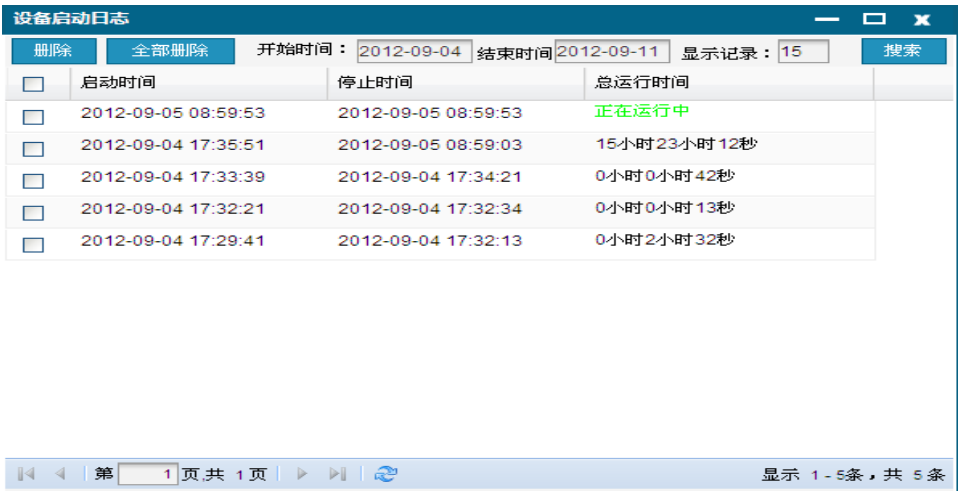 设备启动日志
删除 全部删除 开始时间： 2012-09-04 结束时间 2012-09-11 显示记录：15 搜索
启动时间 停止时间 总运行时间
2012-09-05 08:59:53 2012-09-05 08:59:53 正在运行中
2012-09-04 17:35:51 2012-09-05 08:59:03 15小时23小时12秒
2012-09-04 17:33:39 2012-09-04 17:34:21 0小时0小时42秒
2012-09-04 17:32:21 2012-09-04 17:32:34 0小时0小时13秒
2012-09-04 17:29:41 2012-09-04 17:32:13 0小时2小时32秒
第 1 页,共 1 页 显示 1 - 5条，共 5 条